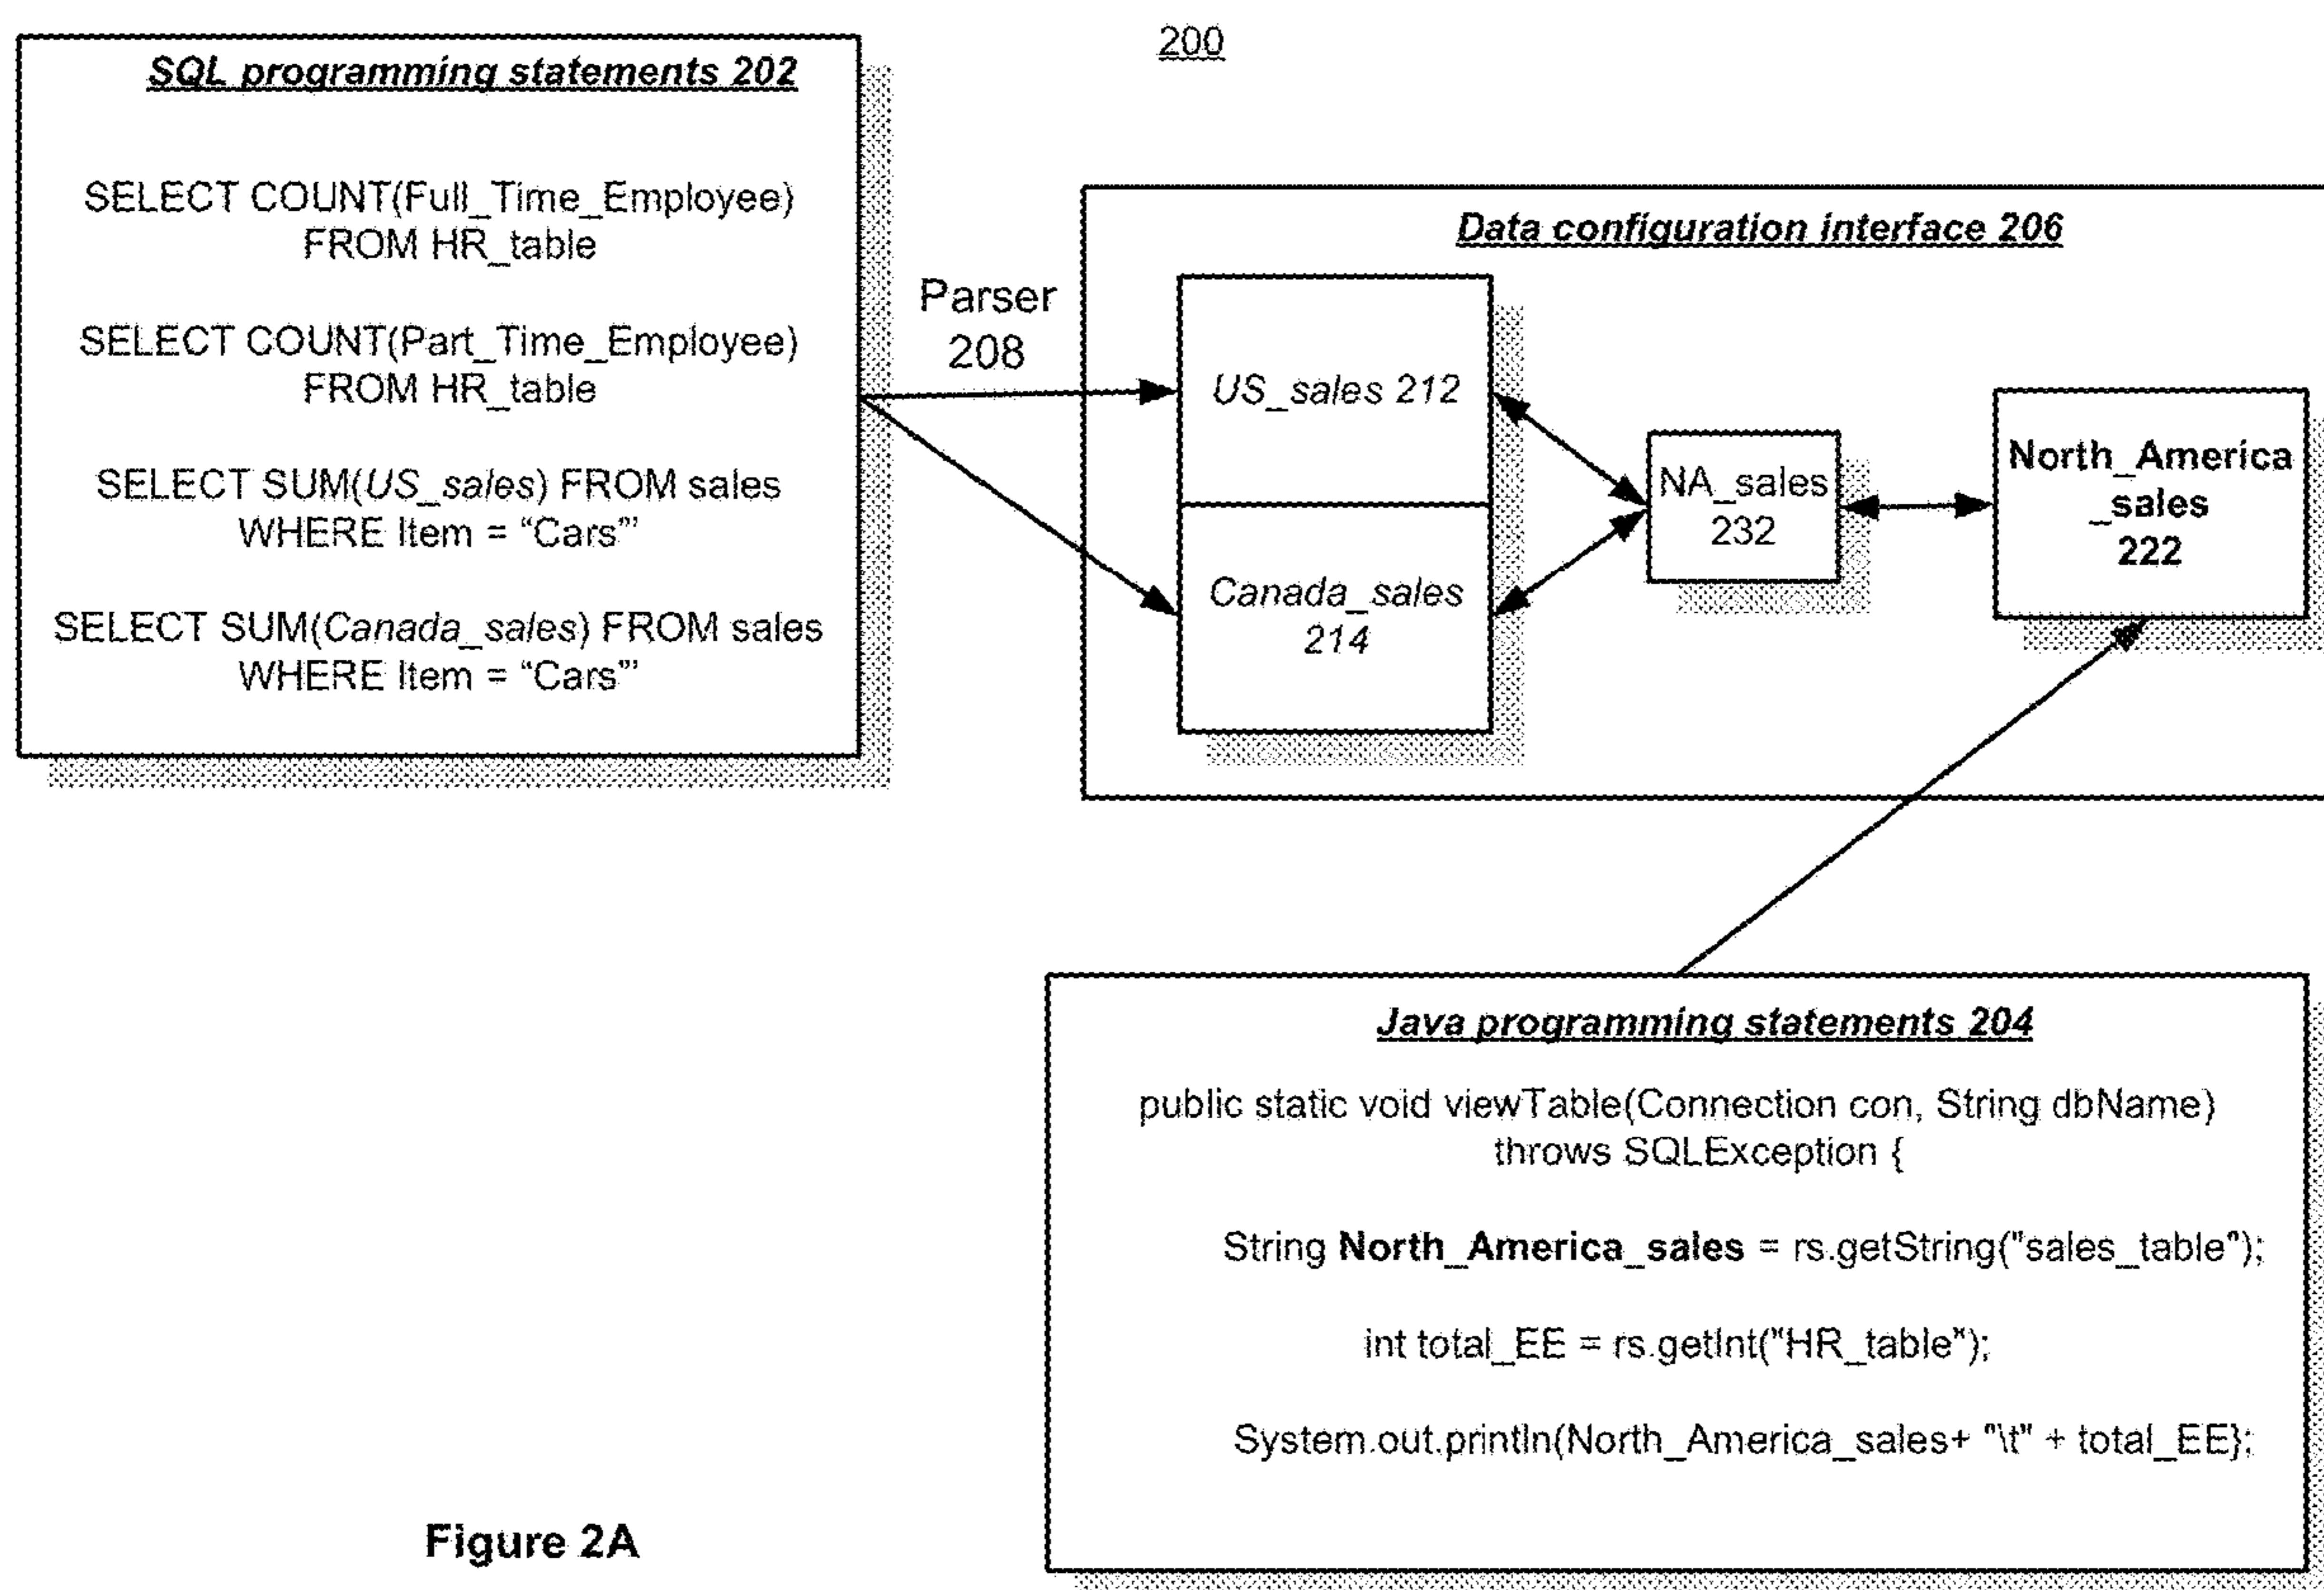 200
SQL programming statements 202
SELECT COUNT(Full_Time_Employee)
FROM HR_table
SELECT COUNT(Part_Time_Employee)
FROM HR_table
SELECT SUM(US_sales) FROM sales
WHERE Item = “Cars”’
SELECT SUM(Canada_sales) FROM sales
WHERE Item = “Cars”’
Parser
208
Data configuration interface 206
US_sales 212
Canada_sales
214
NA_sales
232
North_America
_sales
222
Java programming statements 204
public static void viewTable(Connection con, String dbName)
throws SQLException {
String North_America_sales = rs.getString("sales_table");
int total_EE = rs.getInt("HR_table");
System.out.println(North_America_sales+ "\t" + total_EE};
Figure 2A